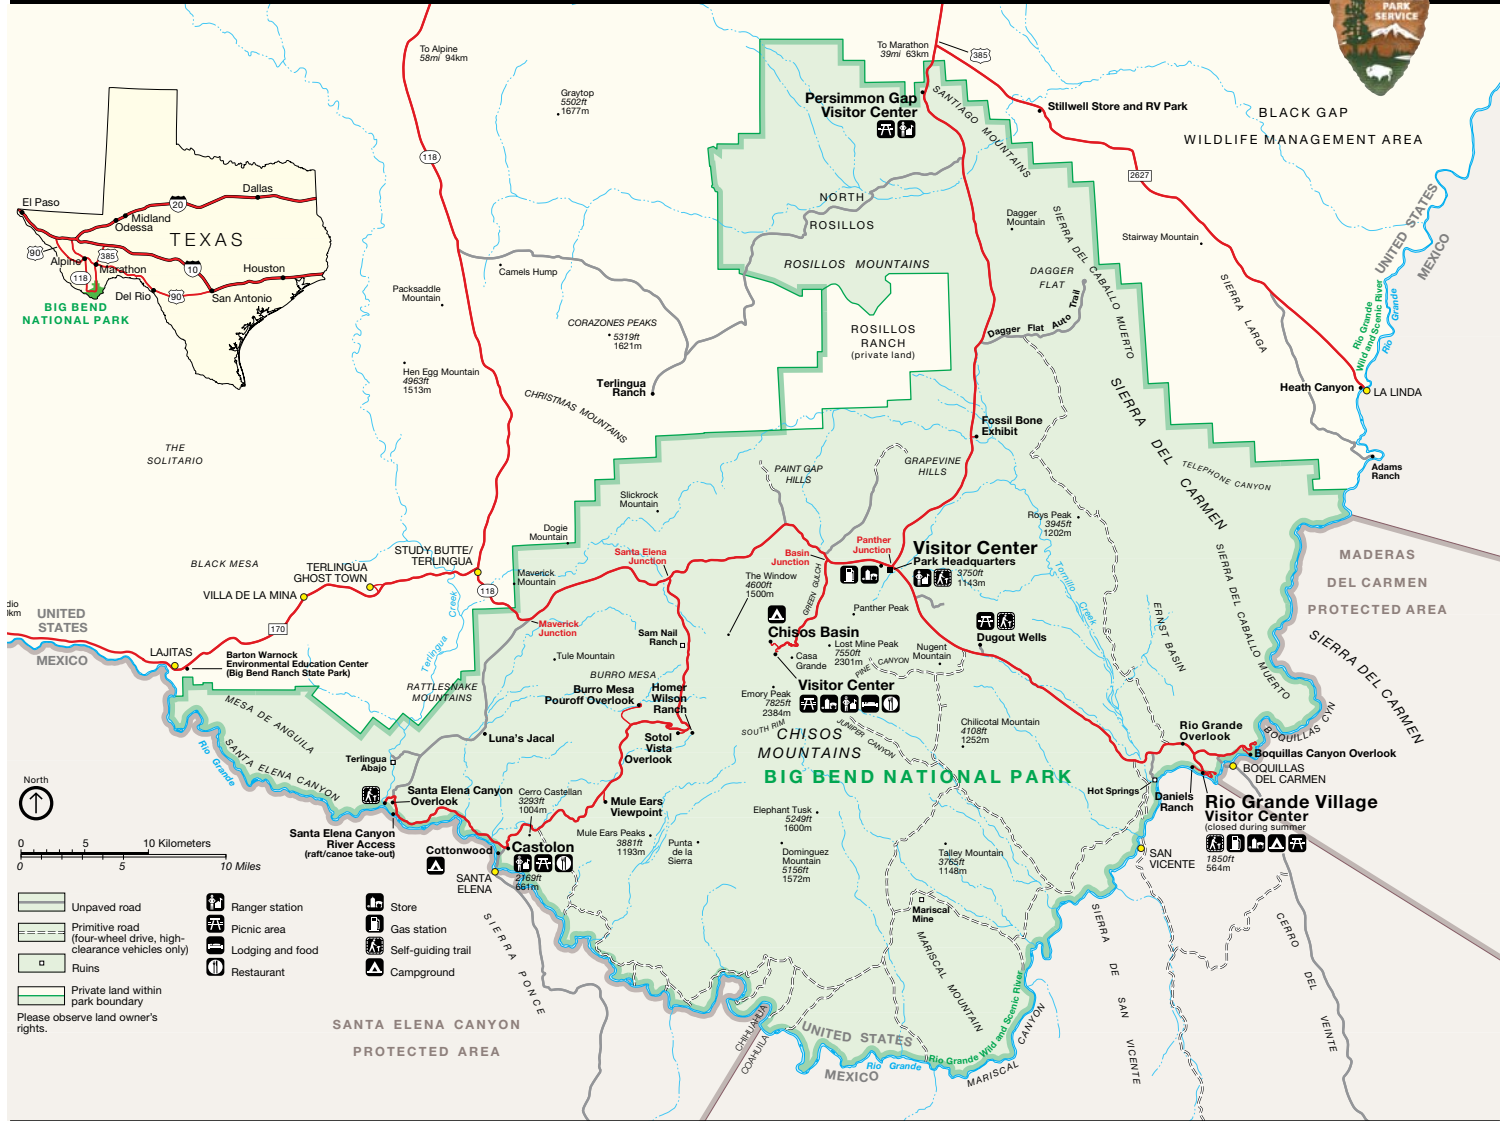 PARK
SERVICE
To Alpine
58mi 94km
To Marathon
39mi 63km
385
Graytop
5502ft
1677m
Persimmon Gap
Visitor Center
SANTIAGO MOUNTAINS
Stillwell Store and RV Park
BLACK GAP
WILDLIFE MANAGEMENT AREA
118
2627
El Paso
Dallas
20
Midland
Odessa
TEXAS
90
Alpine
385
Marathon
118
10
Houston
Del Rio
90
San Antonio
BIG BEND
NATIONAL PARK
NORTH
ROSILLOS
ROSILLOS MOUNTAINS
Dagger
Mountain
Stairway Mountain
UNITED STATES
MEXICO
SIERRA DEL CABALLO MUERTO
DAGGER
FLAT
Dagger Flat Auto Trail
SIERRA LARGA
Rio Grande
Wild and Scenic River
Rio Grande
Camels Hump
Packsaddle
Mountain
CORAZONES PEAKS
5319ft
1621m
ROSILLOS
RANCH
(private land)
Hen Egg Mountain
4963ft
1513m
Terlingua
Ranch
CHRISTMAS MOUNTAINS
Heath Canyon
LA LINDA
SIERRA DEL CARMEN
Fossil Bone
Exhibit
THE
SOLITARIO
PAINT GAP
HILLS
GRAPEVINE
HILLS
TELEPHONE CANYON
Adams
Ranch
Slickrock
Mountain
Roys Peak
3945ft
1202m
Dogie
Mountain
Santa Elena
Junction
Basin
Junction
Panther
Junction
Visitor Center
Park Headquarters
3750ft
1143m
MADERAS
DEL CARMEN
PROTECTED AREA
BLACK MESA
STUDY BUTTE/
TERLINGUA
TERLINGUA
GHOST TOWN
VILLA DE LA MINA
Maverick
Mountain
118
The Window
4600ft
1500m
GREEN GULCH
Panther Peak
Tornillo Creek
SIERRA DEL CABALLO MUERTO
ERNST BASIN
dio
km
UNITED
STATES
MEXICO
170
LAJITAS
Barton Warnock
Environmental Education Center
(Big Bend Ranch State Park)
Terlingua Creek
Maverick
Junction
Sam Nail
Ranch
Chisos Basin
Lost Mine Peak
7550ft
2301m
Casa
Grande
Nugent
Mountain
Dugout Wells
PINE CANYON
SIERRA DEL CARMEN
Tule Mountain
BURRO MESA
Burro Mesa
Pouroff Overlook
Homer
Wilson
Ranch
RATTLESNAKE
MOUNTAINS
Visitor Center
Emory Peak
7825ft
2384m
SOUTH RIM
CHISOS
MOUNTAINS
JUNIPER CANYON
Chilicotal Mountain
4108ft
1252m
Rio Grande
Overlook
BOQUILLAS CYN
MESA DE ANGUILA
SANTA ELENA CANYON
Rio Grande
Luna's Jacal
Sotol
Vista
Overlook
Boquillas Canyon Overlook
BOQUILLAS
DEL CARMEN
Terlingua
Abajo
BIG BEND NATIONAL PARK
Hot Springs
Daniels
Ranch
Rio Grande Village
Visitor Center
(closed during summer
1850ft
564m
North
Santa Elena Canyon
Overlook
Cerro Castellan
3293ft
1004m
Mule Ears
Viewpoint
Elephant Tusk
5249ft
1600m
Santa Elena Canyon
River Access
(raft/canoe take-out)
Mule Ears Peaks
3881ft
1193m
Punta
de la
Sierra
Dominguez
Mountain
5156ft
1572m
Talley Mountain
3765ft
1148m
SAN
VICENTE
0 5 10 Kilometers
0 5 10 Miles
Cottonwood
Castolon
2169ft
661m
SANTA
ELENA
Unpaved road
Primitive road
(four-wheel drive, high-
clearance vehicles only)
Ruins
Private land within
park boundary
Please observe land owner's
rights.
Ranger station
Picnic area
Lodging and food
Restaurant
Store
Gas station
Self-guiding trail
Campground
SIERRA PONCE
Mariscal
Mine
MARISCAL MOUNTAIN
SIERRA DE SAN VICENTE
CERRO DEL VEINTE
SANTA ELENA CANYON
PROTECTED AREA
CHIHUAHUA
COAHUILA
UNITED STATES
MEXICO
Rio Grande
Rio Grande Wild and Scenic River
MARISCAL CANYON